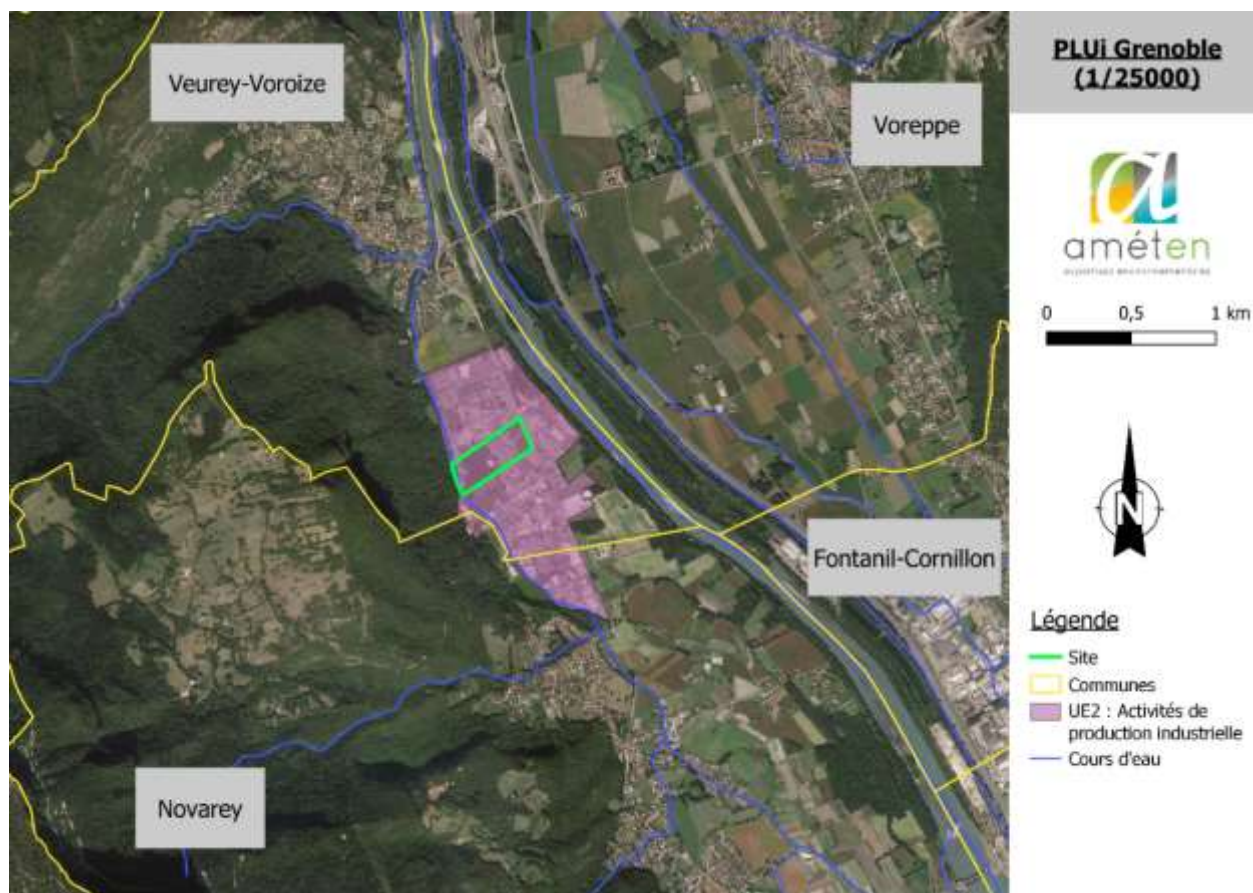 Veurey-Voroize
Voreppe
Fontanil-Cornillon
Novarey
PLUi Grenoble
(1/25000)
améten
0 0,5 1 km
N
Légende
Site
Communes
UE2 : Activités de
production industrielle
Cours d'eau